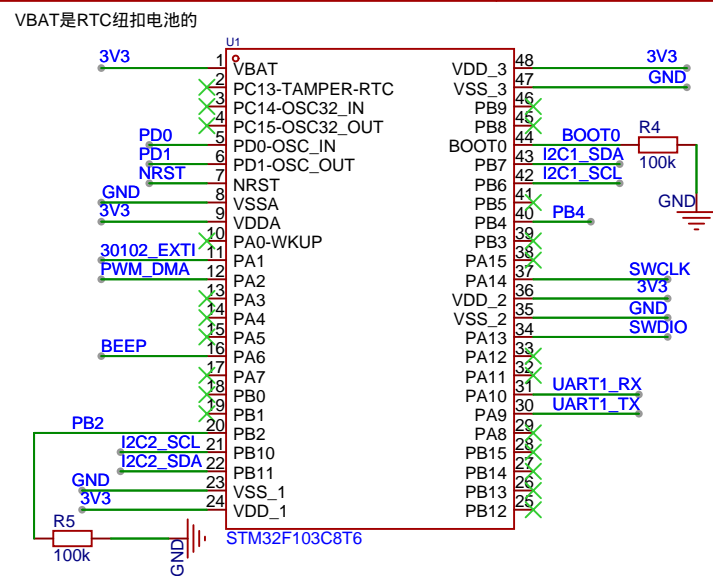 VBAT是RTC纽扣电池的
U1
3V3 1 VBAT
2 PC13-TAMPER-RTC
3 PC14-OSC32_IN
4 PC15-OSC32_OUT
PD0 5 PD0-OSC_IN
PD1 6 PD1-OSC_OUT
NRST 7 NRST
GND 8 VSSA
3V3 9 VDDA
10 PA0-WKUP
30102_EXTI 11 PA1
PWM_DMA 12 PA2
13 PA3
14 PA4
15 PA5
BEEP 16 PA6
17 PA7
18 PB0
19 PB1
PB2 20 PB2
I2C2_SCL 21 PB10
I2C2_SDA 22 PB11
GND 23 VSS_1
3V3 24 VDD_1
R5
100k
GND
VDD_3 48 3V3
VSS_3 47 GND
PB9 46
PB8 45
BOOT0 44 BOOT0
R4
100k
GND
PB7 43 I2C1_SDA
PB6 42 I2C1_SCL
PB5 41
PB4 40 PB4
PB3 39
PA15 38
PA14 37 SWCLK
VDD_2 36 3V3
VSS_2 35 GND
PA13 34 SWDIO
PA12 33
PA11 32
PA10 31 UART1_RX
PA9 30 UART1_TX
PA8 29
PB15 28
PB14 27
PB13 26
PB12 25
STM32F103C8T6